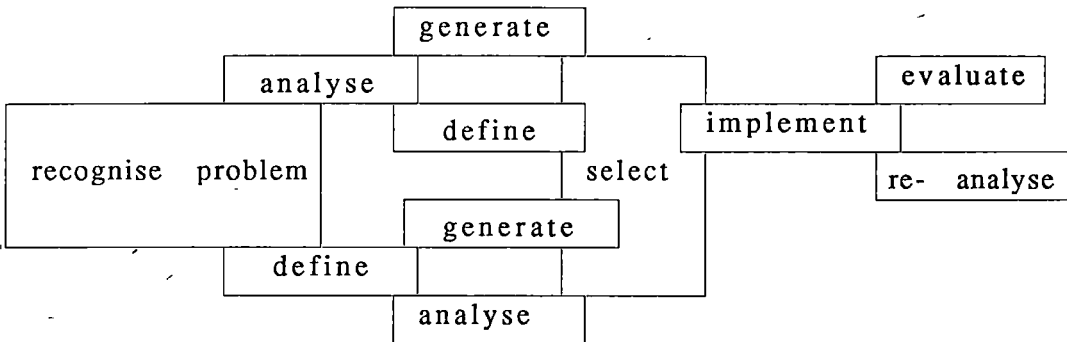 generate
analyse
evaluate
define
implement
recognise problem
select
re- analyse
generate
define
analyse